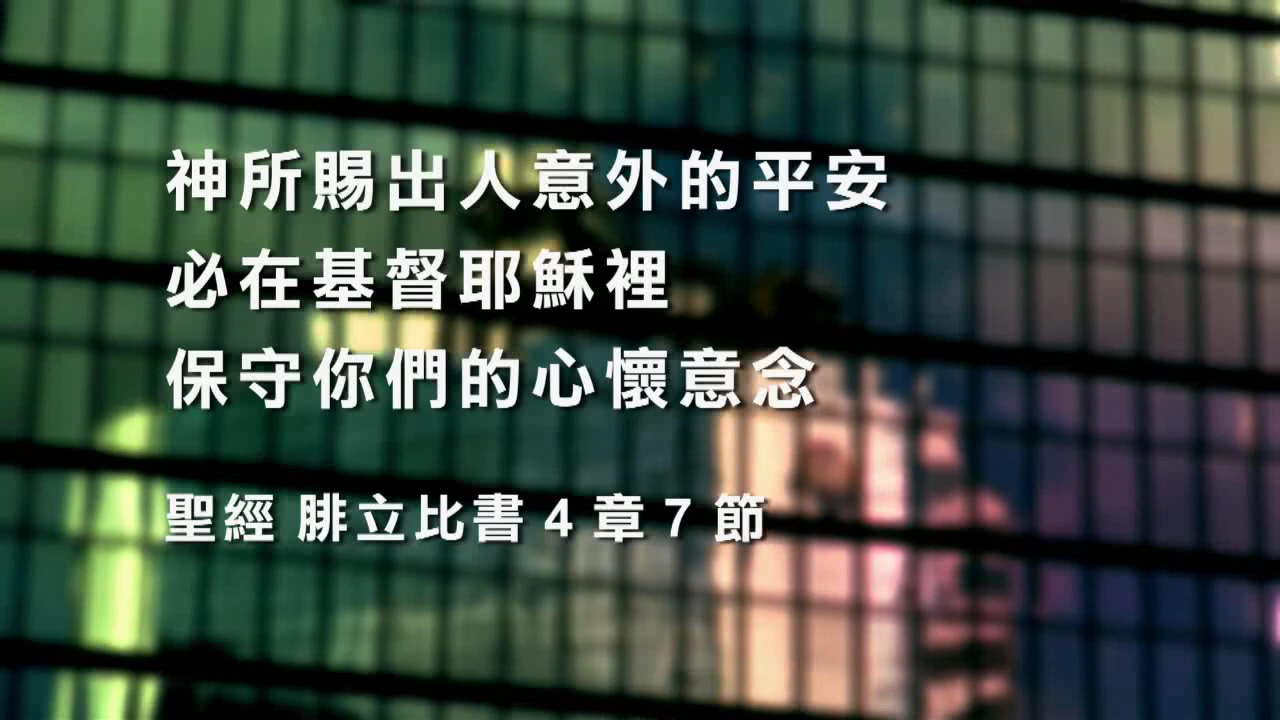 神所賜出人意外的平安
必在基督耶穌裡
保守你們的心懷意念
聖經 腓立比書 4 章 7 節